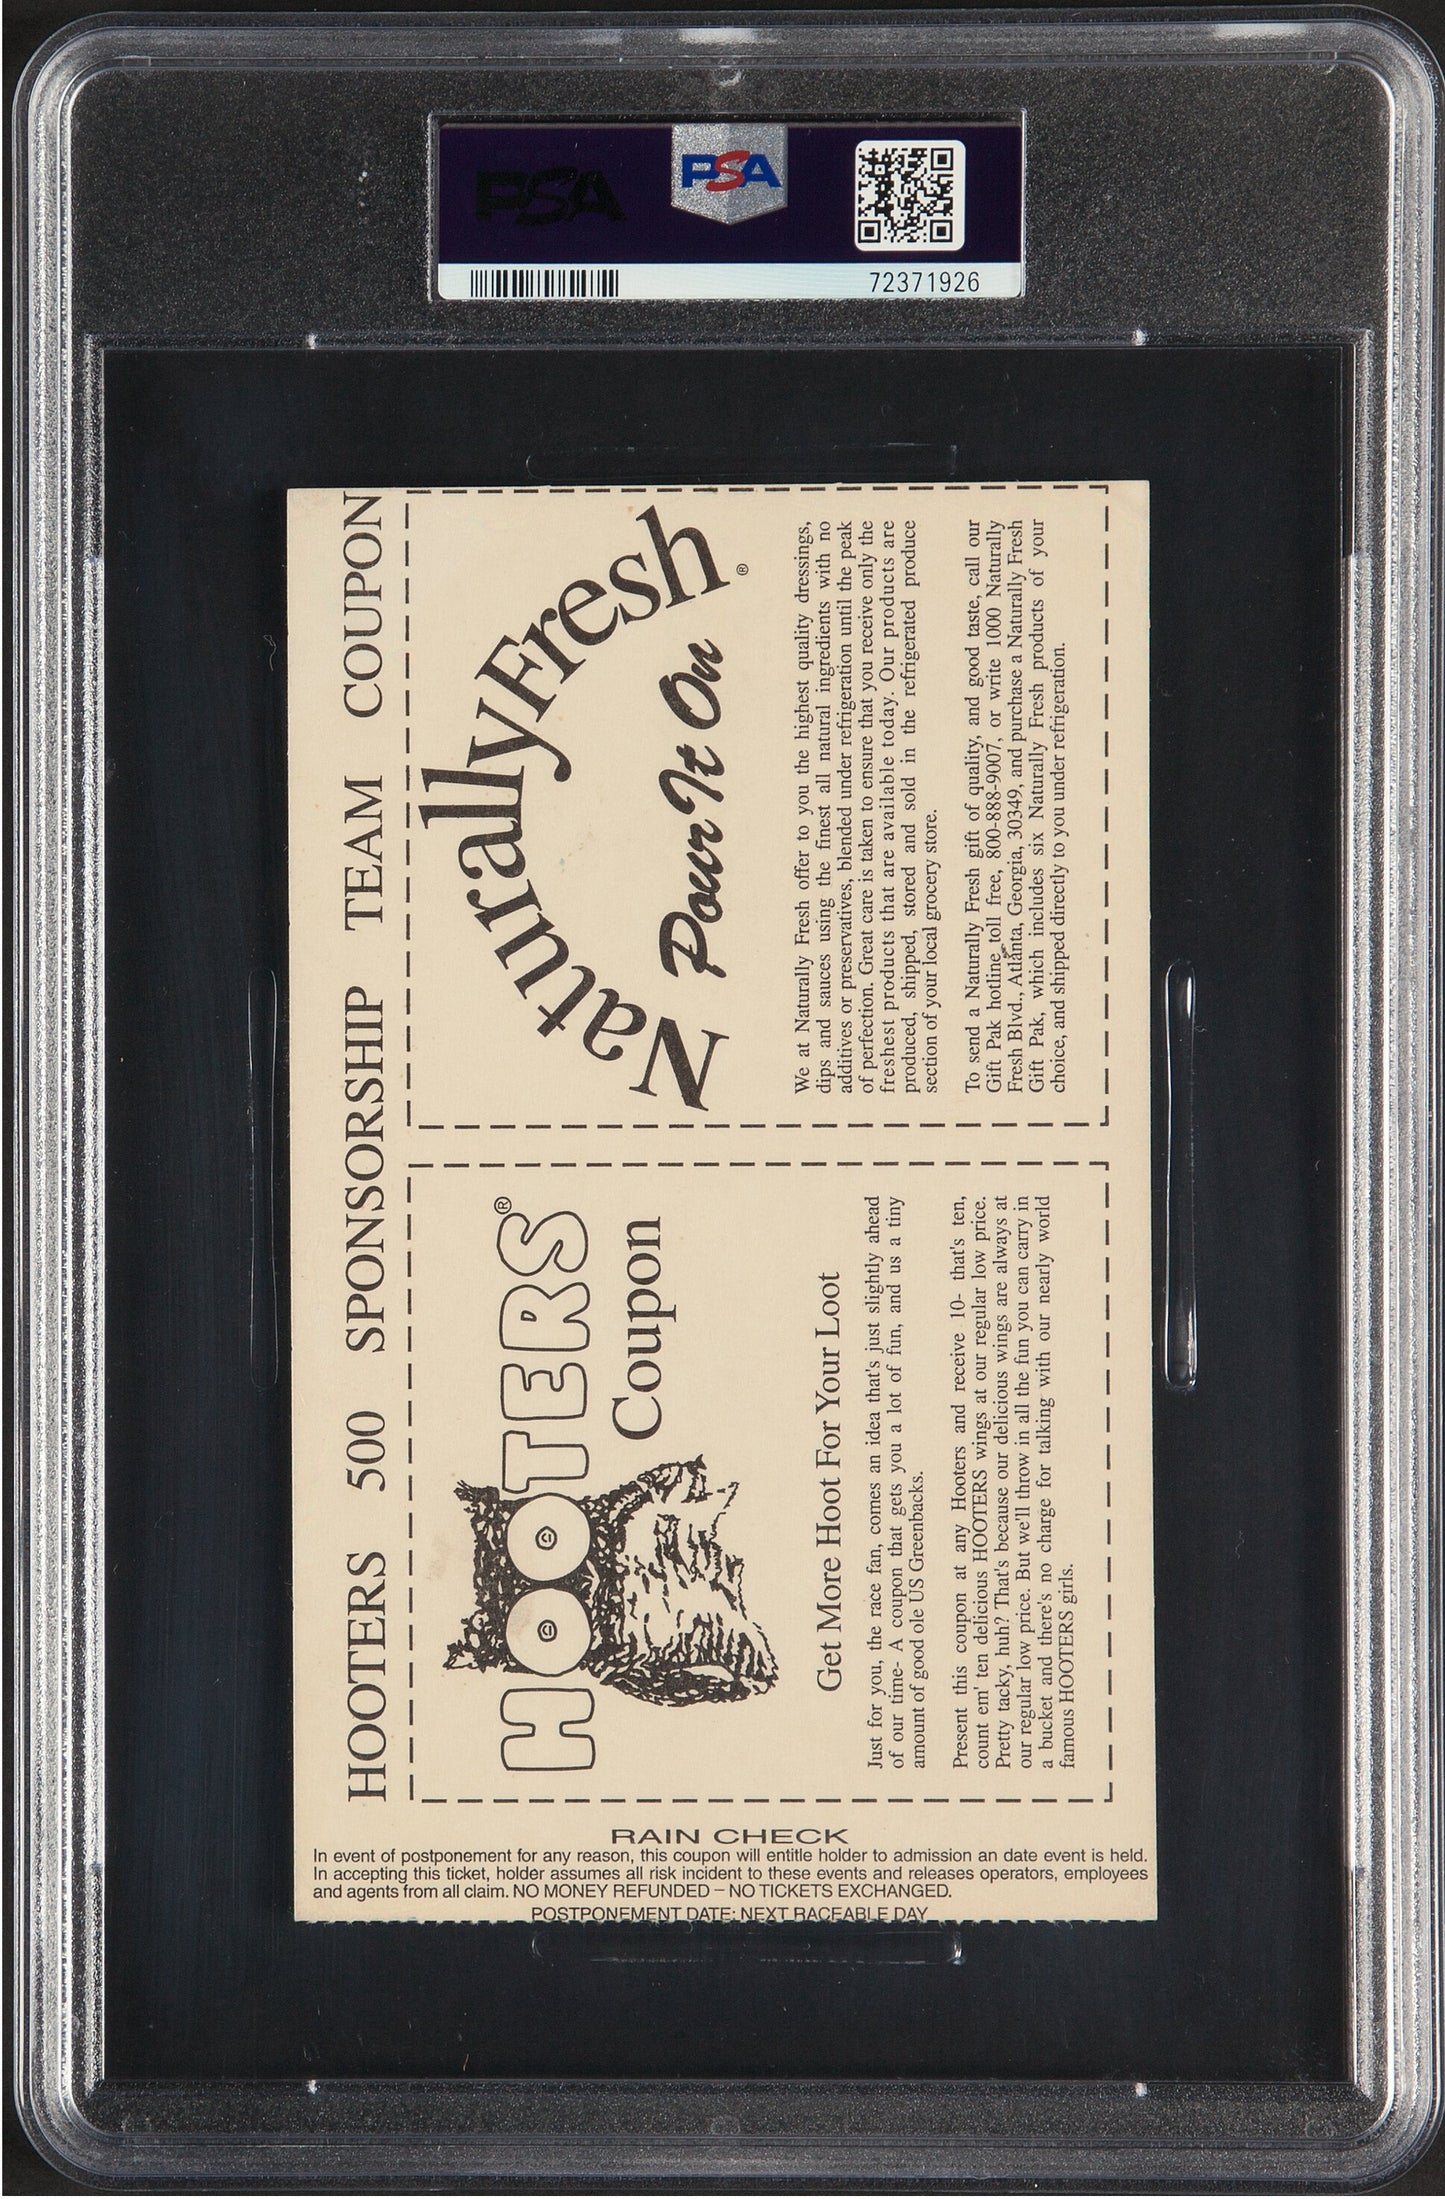 PSA
PSA
72371926
HOOTERS 500 SPONSORSHIP TEAM COUPON
HOOTERS®
Coupon
Get More Hoot For Your Loot
Just for you, the race fan, comes an idea that's just slightly ahead
of our time- A coupon that gets you a lot of fun, and us a tiny
amount of good ole US Greenbacks.
Present this coupon at any Hooters and receive 10- that's ten,
count em' ten delicious HOOTERS wings at our regular low price.
Pretty tacky, huh? That's because our delicious wings are always at
our regular low price. But we'll throw in all the fun you can carry in
a bucket and there's no charge for talking with our nearly world
famous HOOTERS girls.
Naturally Fresh®
Pour It On
We at Naturally Fresh offer to you the highest quality dressings,
dips and sauces using the finest all natural ingredients with no
additives or preservatives, blended under refrigeration until the peak
of perfection. Great care is taken to ensure that you receive only the
freshest products that are available today. Our products are
produced, shipped, stored and sold in the refrigerated produce
section of your local grocery store.
To send a Naturally Fresh gift of quality, and good taste, call our
Gift Pak hotline toll free, 800-888-9007, or write 1000 Naturally
Fresh Blvd., Atlanta, Georgia, 30349, and purchase a Naturally Fresh
Gift Pak, which includes six Naturally Fresh products of your
choice, and shipped directly to you under refrigeration.
RAIN CHECK
In event of postponement for any reason, this coupon will entitle holder to admission an date event is held.
In accepting this ticket, holder assumes all risk incident to these events and releases operators, employees
and agents from all claim. NO MONEY REFUNDED – NO TICKETS EXCHANGED.
POSTPONEMENT DATE: NEXT RACEABLE DAY